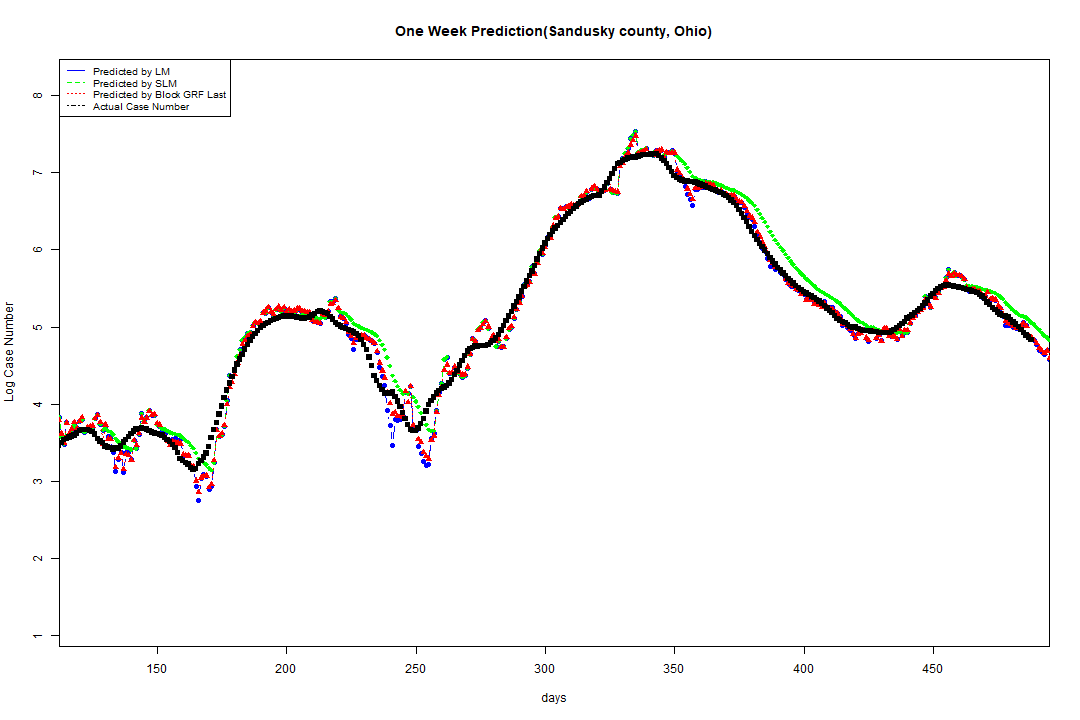 One Week Prediction(Sandusky county, Ohio)
Predicted by LM
Predicted by SLM
Predicted by Block GRF Last
Actual Case Number
Log Case Number
8
7
6
5
4
3
2
1
150 200 250 300 350 400 450
days